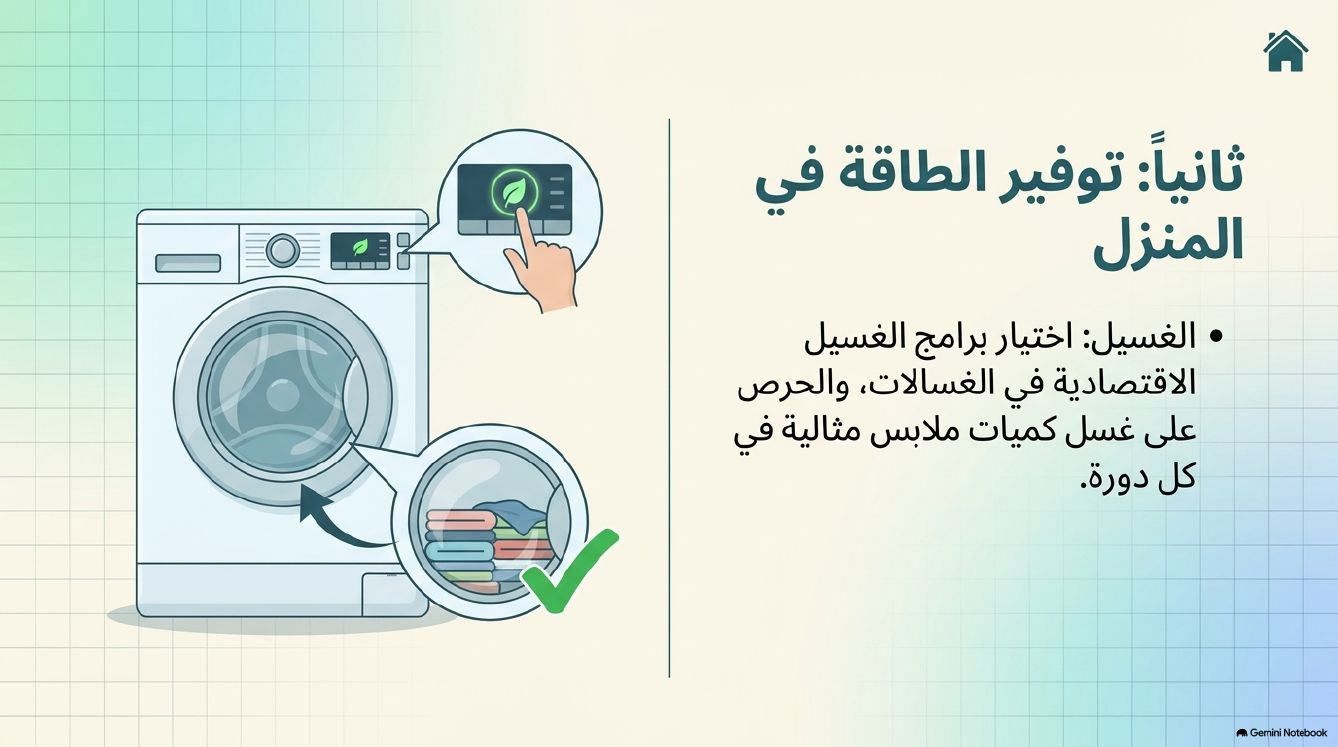 ثانياً: توفير الطاقة في
المنزل
• الغسيل: اختيار برامج الغسيل
الاقتصادية في الغسالات، والحرص
على غسل كميات ملابس مثالية في
كل دورة.
Gemini Notebook